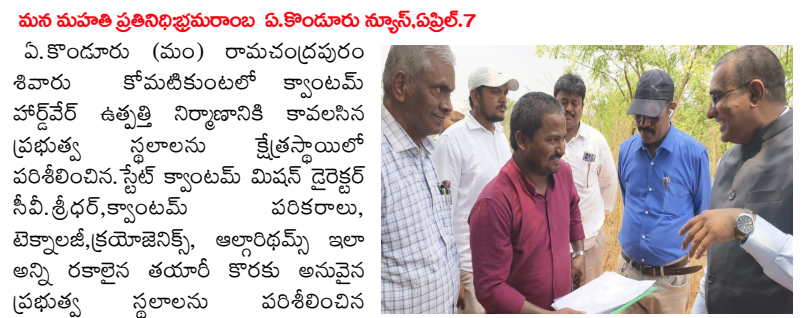 మన మహతి ప్రతినిధి:భ్రమరాంబ ఏ.కొండూరు న్యూస్,ఏప్రిల్.7
ఏ.కొండూరు (మం) రామచంద్రపురం
శివారు కోమటికుంటలో క్వాంటమ్
హార్డ్‌వేర్ ఉత్పత్తి నిర్మాణానికి కావలసిన
ప్రభుత్వ స్థలాలను క్షేత్రస్థాయిలో
పరిశీలించిన.స్టేట్ క్వాంటమ్ మిషన్ డైరెక్టర్
సీవీ.శ్రీధర్,క్వాంటమ్ పరికరాలు,
టెక్నాలజీ,క్రయోజెనిక్స్, ఆల్గారిథమ్స్ ఇలా
అన్ని రకాలైన తయారీ కొరకు అనువైన
ప్రభుత్వ స్థలాలను పరిశీలించిన